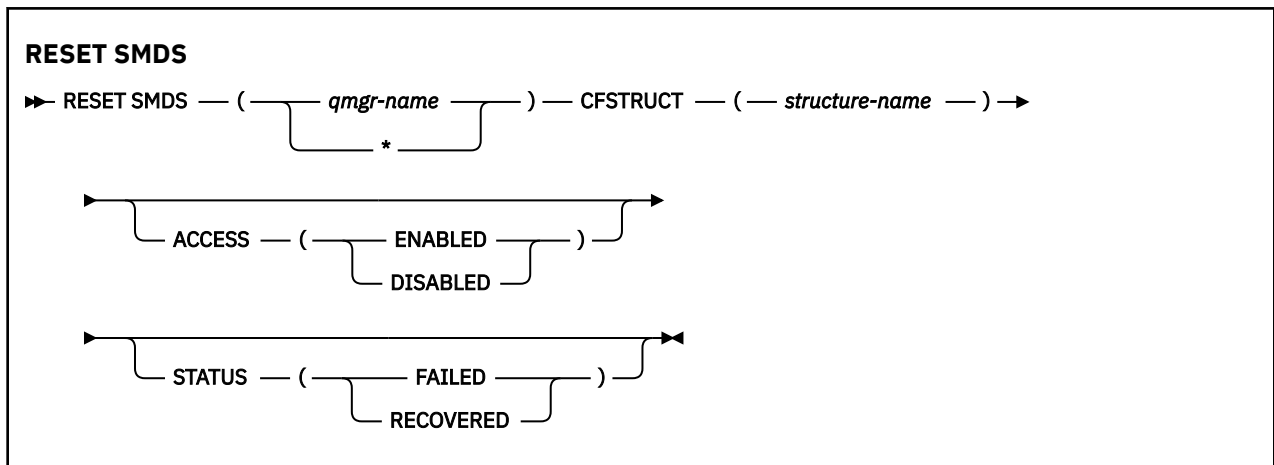 RESET SMDS
RESET SMDS ( qmgr-name ) CFSTRUCT ( structure-name )
*
ACCESS ( ENABLED )
DISABLED
STATUS ( FAILED )
RECOVERED